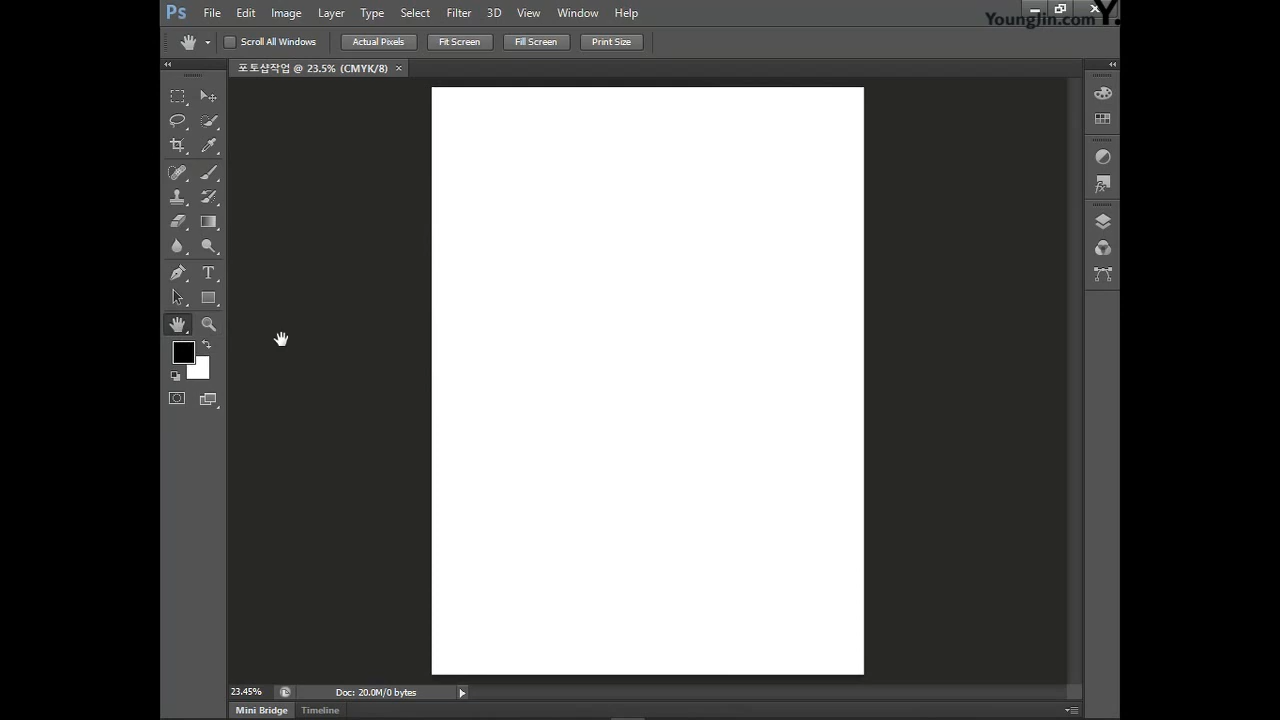 Ps File Edit Image Layer Type Select Filter 3D View Window Help
YoungJin.com Y.
Scroll All Windows Actual Pixels Fit Screen Fill Screen Print Size
포토샵작업 @ 23.5% (CMYK/8) ×
T
fx
23.45% Doc: 20.0M/0 bytes
Mini Bridge Timeline